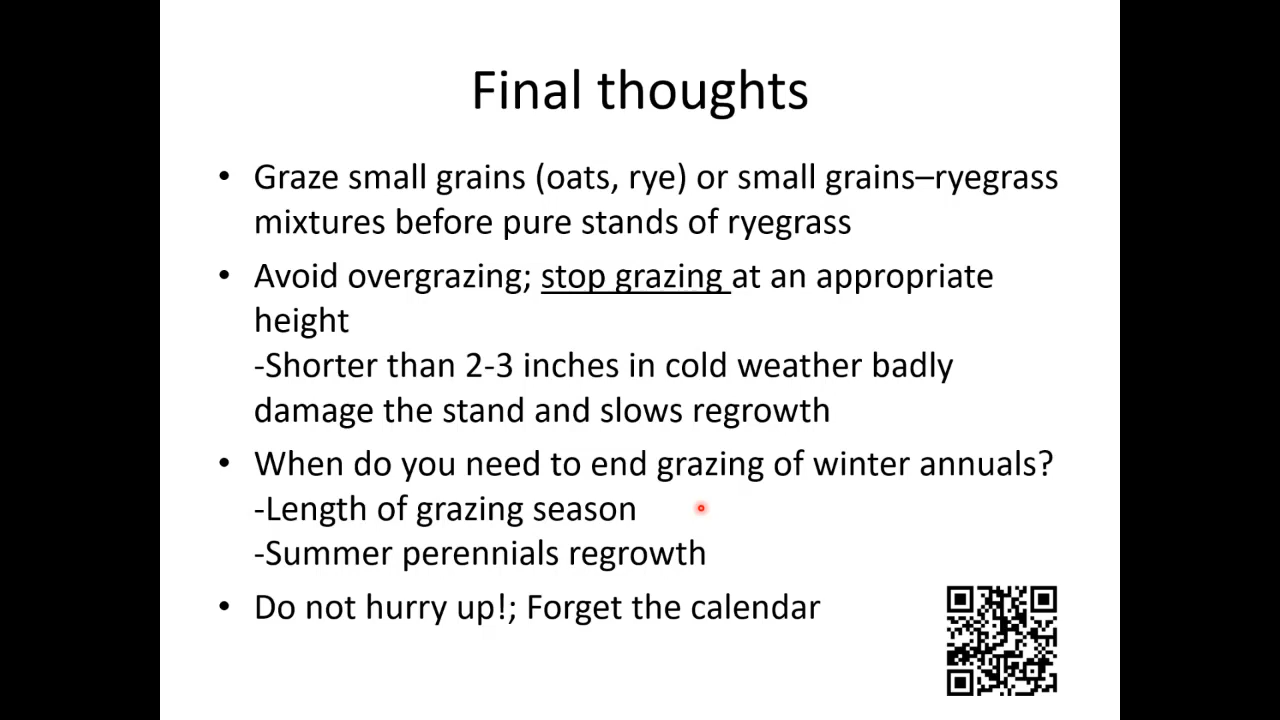 Final thoughts
• Graze small grains (oats, rye) or small grains–ryegrass
mixtures before pure stands of ryegrass
• Avoid overgrazing; stop grazing at an appropriate
height
-Shorter than 2-3 inches in cold weather badly
damage the stand and slows regrowth
• When do you need to end grazing of winter annuals?
-Length of grazing season
-Summer perennials regrowth
• Do not hurry up!; Forget the calendar